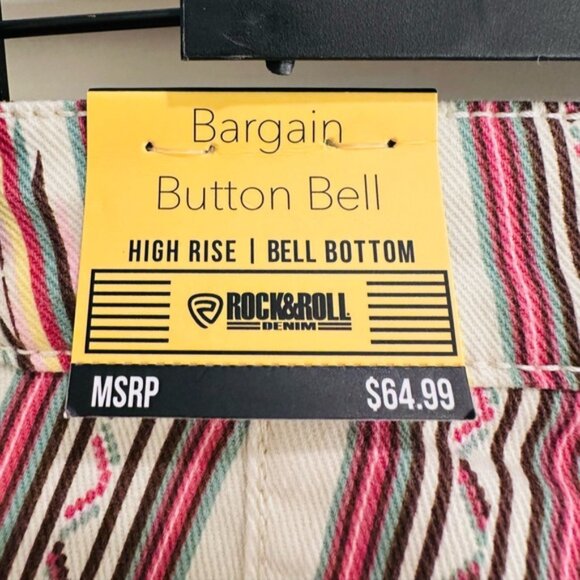 Bargain
Button Bell
HIGH RISE | BELL BOTTOM
ROCK&ROLL
DENIM
MSRP $64.99